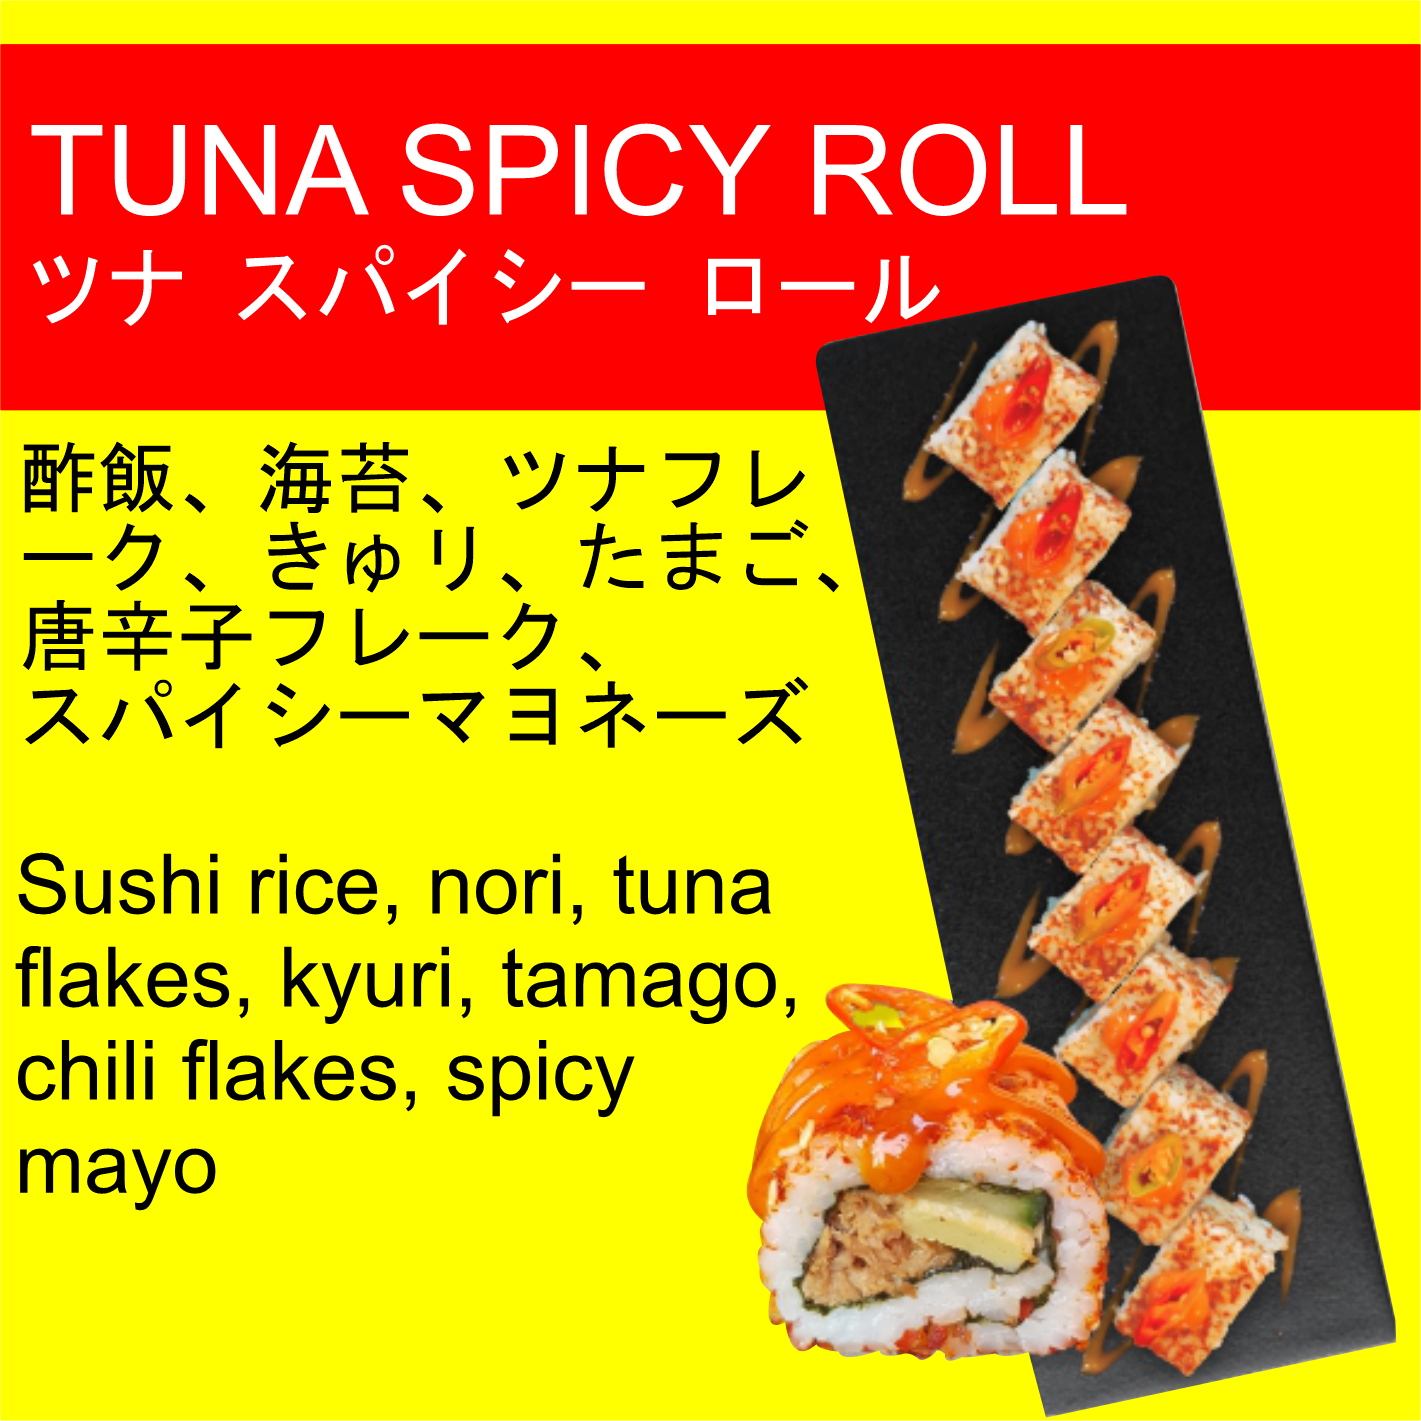 TUNA SPICY ROLL
ツナ スパイシー ロール
酢飯、海苔、ツナフレ
ーク、きゅリ、たまご、
唐辛子フレーク、
スパイシーマヨネーズ
Sushi rice, nori, tuna
flakes, kyuri, tamago,
chili flakes, spicy
mayo